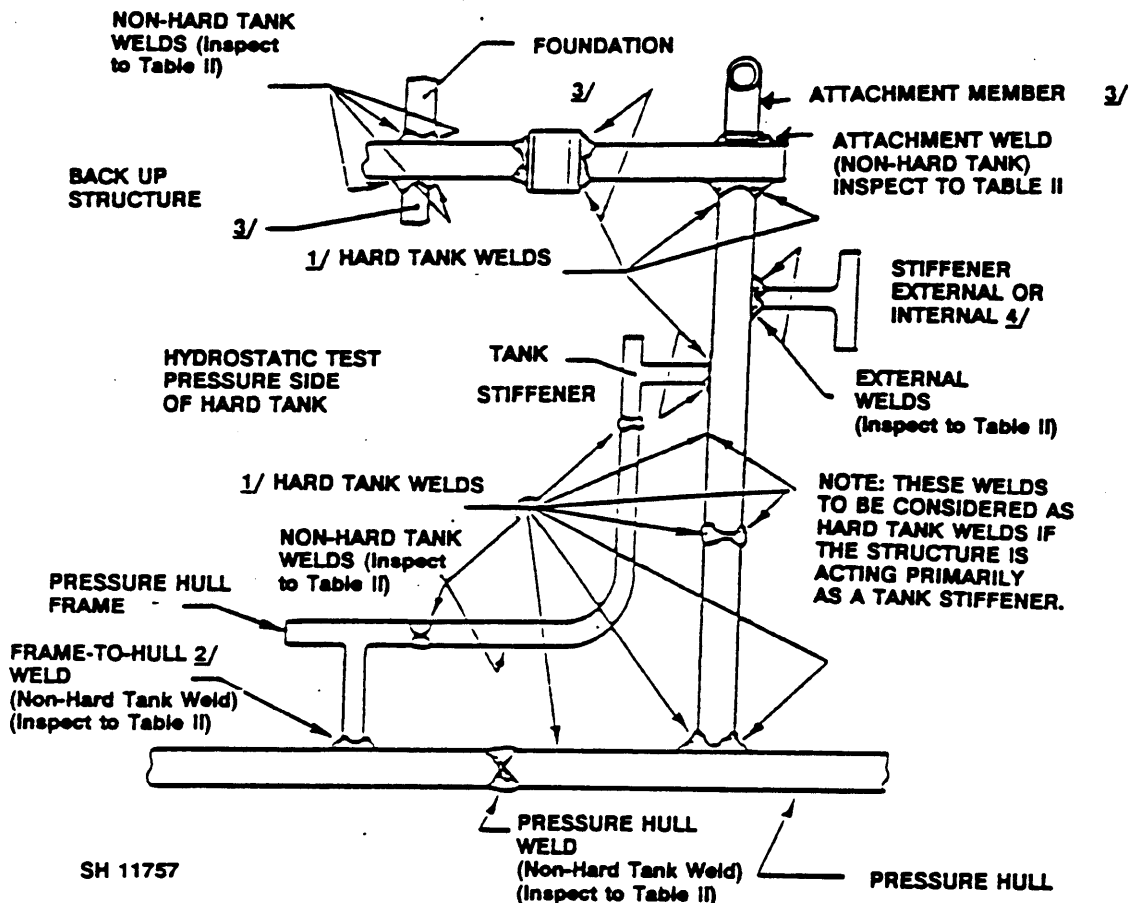 NON-HARD TANK
WELDS (Inspect
to Table II)
FOUNDATION
3/
ATTACHMENT MEMBER 3/
ATTACHMENT WELD
(NON-HARD TANK)
INSPECT TO TABLE II
BACK UP
STRUCTURE
3/
1/ HARD TANK WELDS
STIFFENER
EXTERNAL OR
INTERNAL 4/
HYDROSTATIC TEST
PRESSURE SIDE
OF HARD TANK
TANK
STIFFENER
EXTERNAL
WELDS
(Inspect to Table II)
1/ HARD TANK WELDS
NOTE: THESE WELDS
TO BE CONSIDERED AS
HARD TANK WELDS IF
THE STRUCTURE IS
ACTING PRIMARILY
AS A TANK STIFFENER.
NON-HARD TANK
WELDS (Inspect
to Table II)
PRESSURE HULL
FRAME
FRAME-TO-HULL 2/
WELD
(Non-Hard Tank Weld)
(Inspect to Table II)
PRESSURE HULL
WELD
(Non-Hard Tank Weld)
(Inspect to Table II)
PRESSURE HULL
SH 11757